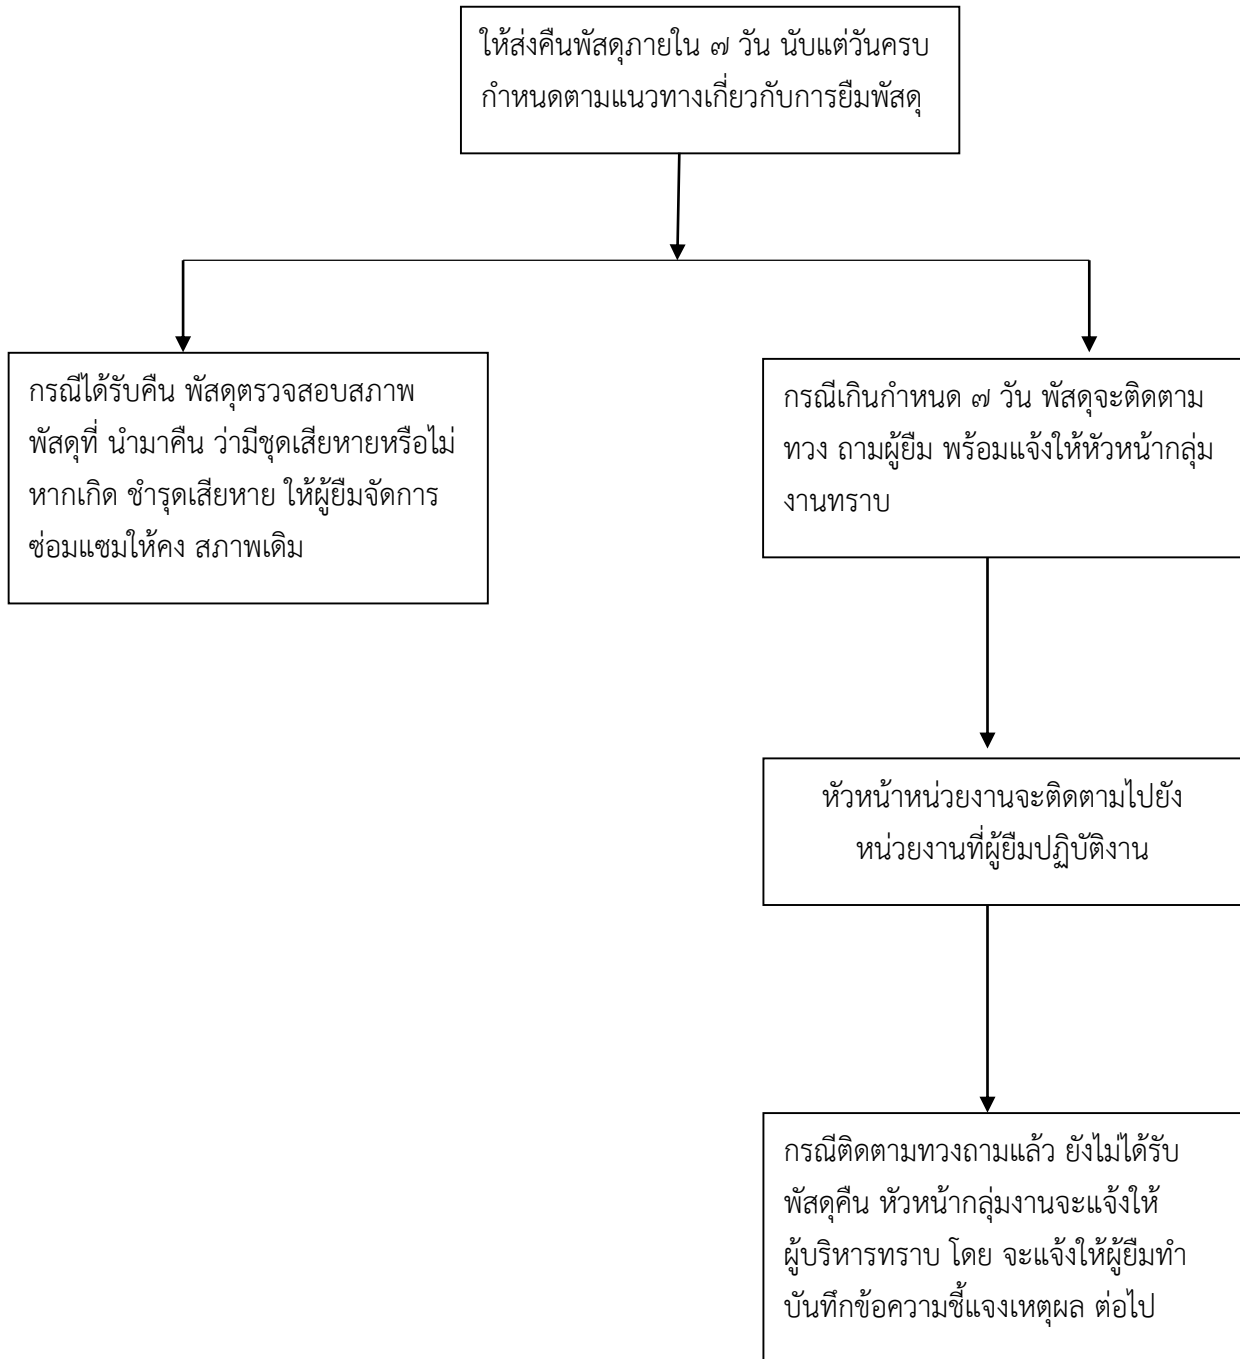 ให้ส่งคืนพัสดุภายใน ๗ วัน นับแต่วันครบ
กำหนดตามแนวทางเกี่ยวกับการยืมพัสดุ
กรณีได้รับคืน พัสดุตรวจสอบสภาพ
พัสดุที่ นำมาคืน ว่ามีชุดเสียหายหรือไม่
หากเกิด ชำรุดเสียหาย ให้ผู้ยืมจัดการ
ซ่อมแซมให้คง สภาพเดิม
กรณีเกินกำหนด ๗ วัน พัสดุจะติดตาม
ทวง ถามผู้ยืม พร้อมแจ้งให้หัวหน้ากลุ่ม
งานทราบ
หัวหน้าหน่วยงานจะติดตามไปยัง
หน่วยงานที่ผู้ยืมปฏิบัติงาน
กรณีติดตามทวงถามแล้ว ยังไม่ได้รับ
พัสดุคืน หัวหน้ากลุ่มงานจะแจ้งให้
ผู้บริหารทราบ โดย จะแจ้งให้ผู้ยืมทำ
บันทึกข้อความชี้แจงเหตุผล ต่อไป